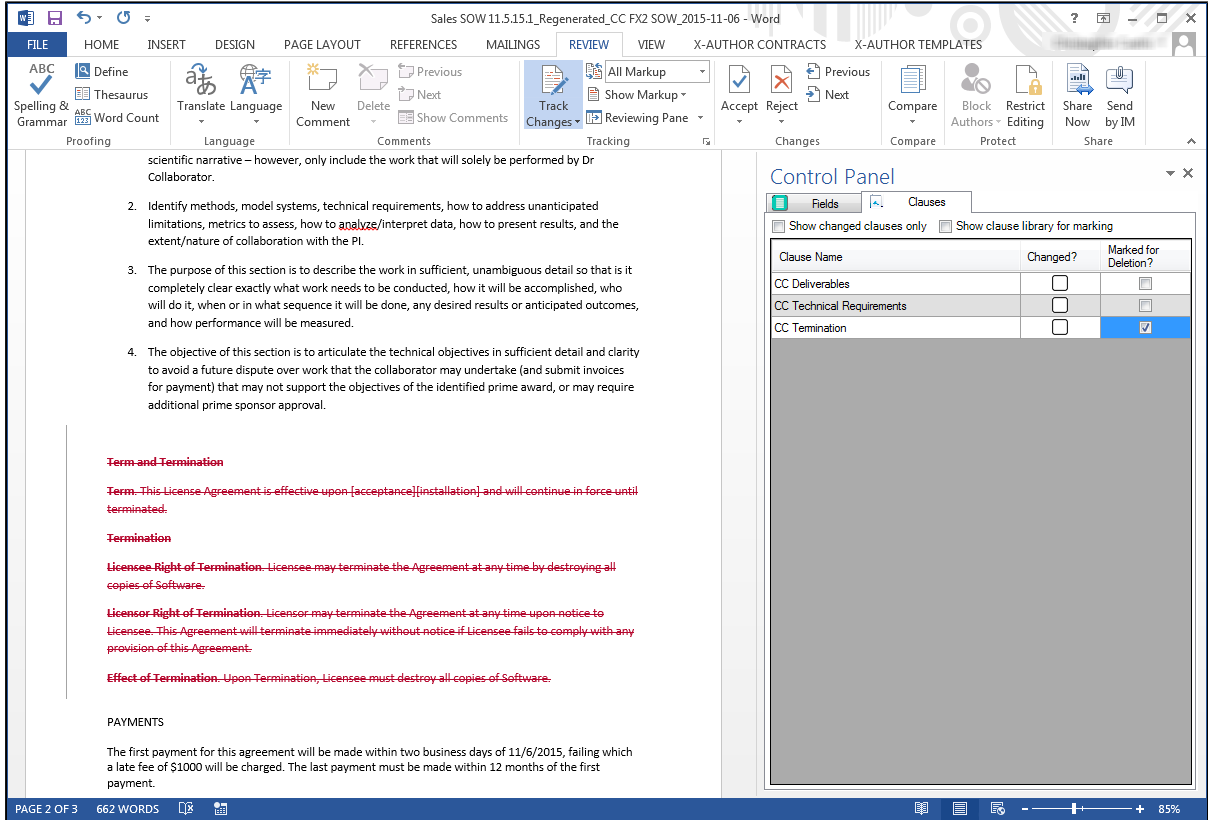 Sales SOW 11.5.15.1_Regenerated_CC FX2 SOW_2015-11-06 - Word
FILE HOME INSERT DESIGN PAGE LAYOUT REFERENCES MAILINGS REVIEW VIEW X-AUTHOR CONTRACTS X-AUTHOR TEMPLATES
ABC
Spelling &
Grammar
Define
Thesaurus
ABC
123
Word Count
Proofing
Translate Language
Language
New
Comment
Delete
Previous
Next
Show Comments
Comments
Track
Changes
All Markup
Show Markup
Reviewing Pane
Tracking
Accept Reject
Previous
Next
Changes
Compare
Compare
Block
Authors
Restrict
Editing
Protect
Share
Now
Send
by IM
Share
scientific narrative – however, only include the work that will solely be performed by Dr
Collaborator.
2. Identify methods, model systems, technical requirements, how to address unanticipated
limitations, metrics to assess, how to analyze/interpret data, how to present results, and the
extent/nature of collaboration with the PI.
3. The purpose of this section is to describe the work in sufficient, unambiguous detail so that is it
completely clear exactly what work needs to be conducted, how it will be accomplished, who
will do it, when or in what sequence it will be done, any desired results or anticipated outcomes,
and how performance will be measured.
4. The objective of this section is to articulate the technical objectives in sufficient detail and clarity
to avoid a future dispute over work that the collaborator may undertake (and submit invoices
for payment) that may not support the objectives of the identified prime award, or may require
additional prime sponsor approval.
Term and Termination
Term. This License Agreement is effective upon [acceptance][installation] and will continue in force until
terminated.
Termination
Licensee Right of Termination. Licensee may terminate the Agreement at any time by destroying all
copies of Software.
Licensor Right of Termination. Licensor may terminate the Agreement at any time upon notice to
Licensee. This Agreement will terminate immediately without notice if Licensee fails to comply with any
provision of this Agreement.
Effect of Termination. Upon Termination, Licensee must destroy all copies of Software.
PAYMENTS
The first payment for this agreement will be made within two business days of 11/6/2015, failing which
a late fee of $1000 will be charged. The last payment must be made within 12 months of the first
payment.
Control Panel
Fields Clauses
Show changed clauses only Show clause library for marking
Clause Name Changed? Marked for
Deletion?
CC Deliverables
CC Technical Requirements
CC Termination
PAGE 2 OF 3 662 WORDS 85%